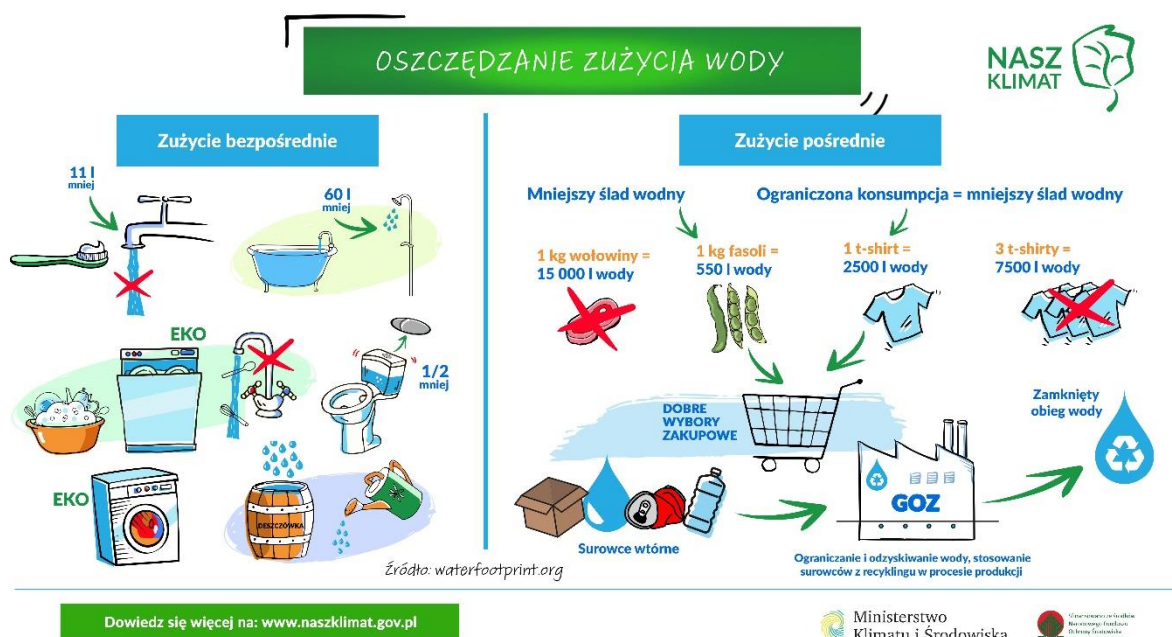 OSZCZĘDZANIE ZUŻYCIA WODY
NASZ
KLIMAT
Zużycie bezpośrednie
11 l
mniej
60 l
mniej
EKO
1/2
mniej
EKO
DESZCZÓWKA
Zużycie pośrednie
Mniejszy ślad wodny
Ograniczona konsumpcja = mniejszy ślad wodny
1 kg wołowiny =
15 000 l wody
1 kg fasoli =
550 l wody
1 t-shirt =
2500 l wody
3 t-shirty =
7500 l wody
DOBRE
WYBORY
ZAKUPOWE
Zamknięty
obieg wody
GOZ
Surowce wtórne
Ograniczanie i odzyskiwanie wody, stosowanie
surowców z recyklingu w procesie produkcji
Źródło: waterfootprint.org
Dowiedz się więcej na: www.naszklimat.gov.pl
Ministerstwo
Klimatu i Środowiska